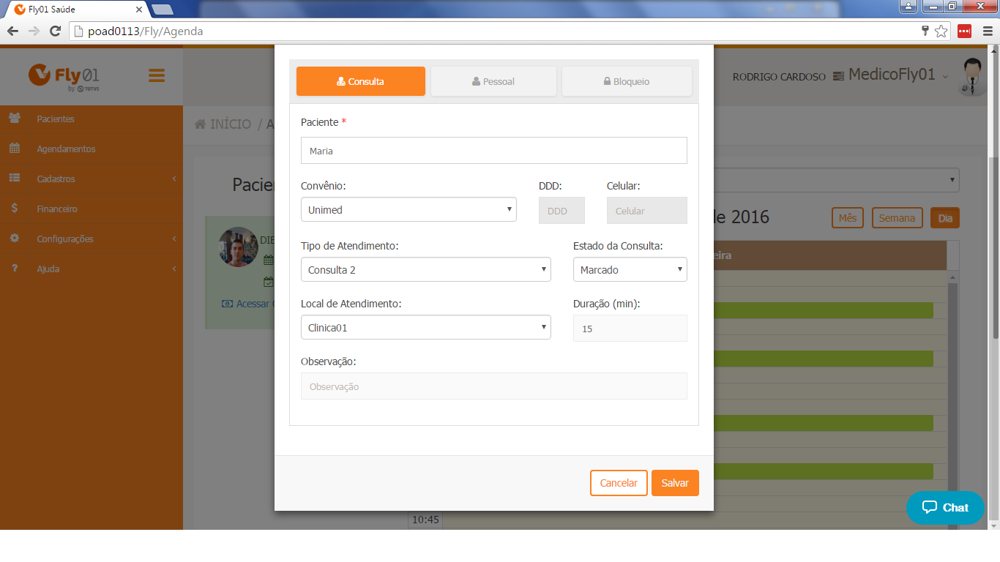 Fly01 Saúde
poad0113/Fly/Agenda
Fly01
by TOTVS
RODRIGO CARDOSO MedicoFly01
Pacientes
Agendamentos
Cadastros
Financeiro
Configurações
Ajuda
INÍCIO / A
Pacie
DIE
Acessar
de 2016
Mês Semana Dia
eira
10:45
Consulta Pessoal Bloqueio
Paciente *
Maria
Convênio: DDD: Celular:
Unimed DDD Celular
Tipo de Atendimento: Estado da Consulta:
Consulta 2 Marcado
Local de Atendimento: Duração (min):
Clinica01 15
Observação:
Observação
Cancelar Salvar
Chat